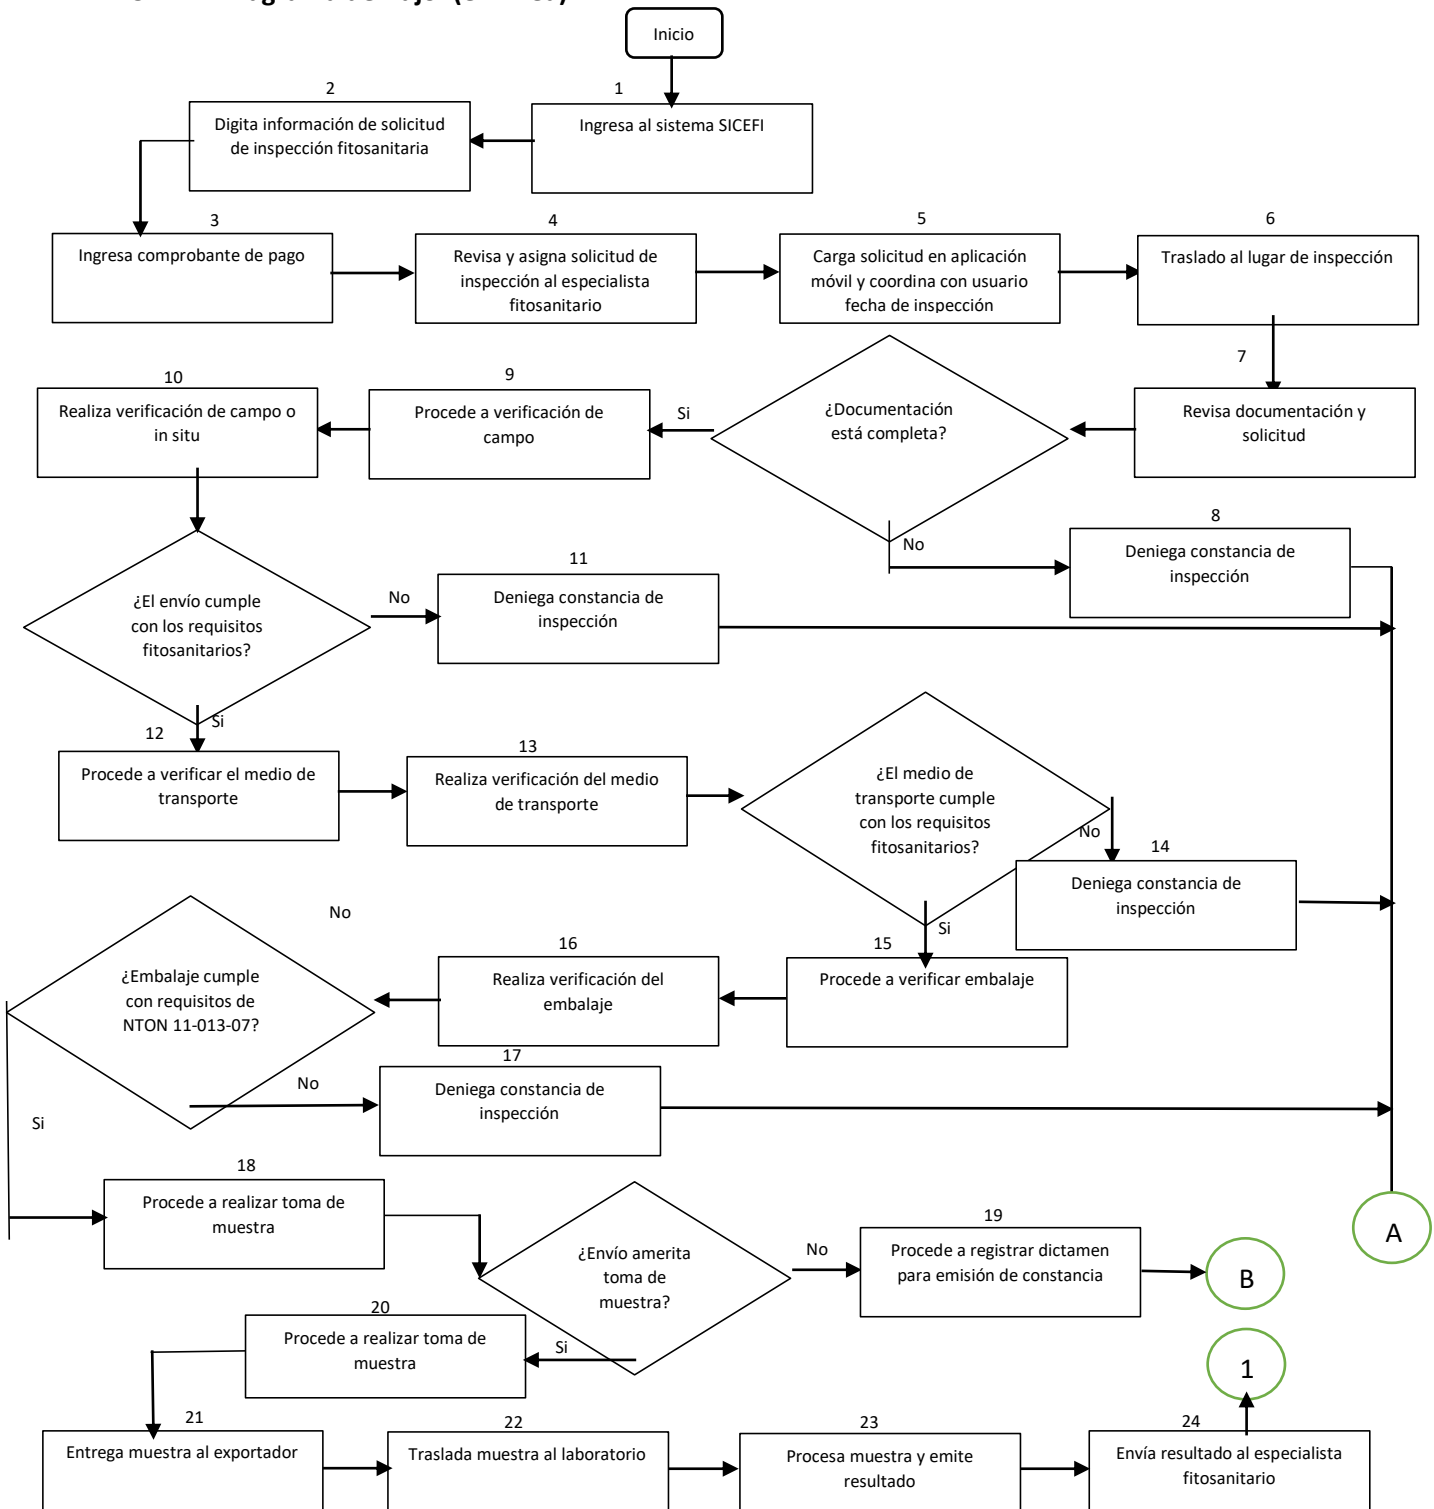 Inicio
1
Ingresa al sistema SICEFI
2
Digita información de solicitud
de inspección fitosanitaria
3
Ingresa comprobante de pago
4
Revisa y asigna solicitud de
inspección al especialista
fitosanitario
5
Carga solicitud en aplicación
móvil y coordina con usuario
fecha de inspección
6
Traslado al lugar de inspección
7
Revisa documentación y
solicitud
¿Documentación
está completa?
Si
No
8
Deniega constancia de
inspección
9
Procede a verificación de
campo
10
Realiza verificación de campo o
in situ
¿El envío cumple
con los requisitos
fitosanitarios?
No
Si
11
Deniega constancia de
inspección
12
Procede a verificar el medio de
transporte
13
Realiza verificación del medio
de transporte
¿El medio de
transporte cumple
con los requisitos
fitosanitarios?
No
Si
14
Deniega constancia de
inspección
15
Procede a verificar embalaje
16
Realiza verificación del
embalaje
No
¿Embalaje cumple
con requisitos de
NTON 11-013-07?
No
Si
17
Deniega constancia de
inspección
18
Procede a realizar toma de
muestra
¿Envío amerita
toma de
muestra?
No
Si
19
Procede a registrar dictamen
para emisión de constancia
A
B
20
Procede a realizar toma de
muestra
21
Entrega muestra al exportador
22
Traslada muestra al laboratorio
23
Procesa muestra y emite
resultado
24
Envía resultado al especialista
fitosanitario
1